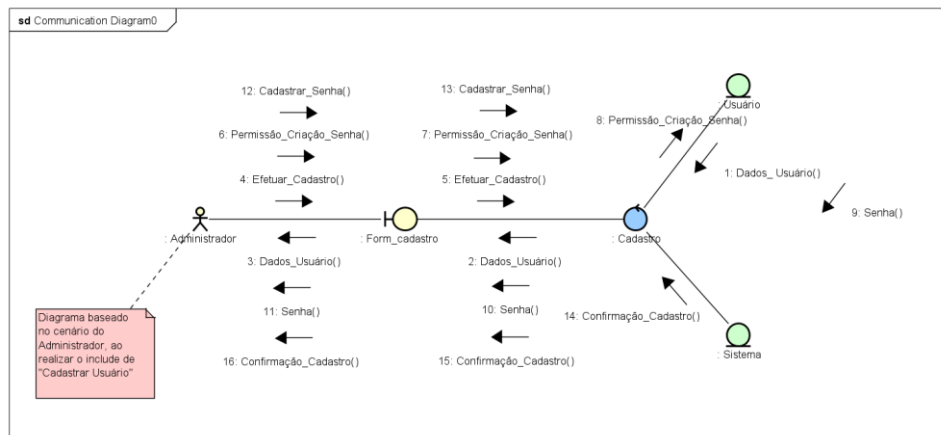 sd Communication Diagram0
12: Cadastrar_Senha()
13: Cadastrar_Senha()
: Usuário
6: Permissão_Criação_Senha()
7: Permissão_Criação_Senha()
8: Permissão_Criação_Senha()
4: Efetuar_Cadastro()
5: Efetuar_Cadastro()
1: Dados_ Usuário()
9: Senha()
: Administrador
: Form_cadastro
: Cadastro
3: Dados_Usuário()
2: Dados_Usuário()
11: Senha()
10: Senha()
14: Confirmação_Cadastro()
Diagrama baseado
no cenário do
Administrador, ao
realizar o include de
"Cadastrar Usuário"
16: Confirmação_Cadastro()
15: Confirmação_Cadastro()
: Sistema